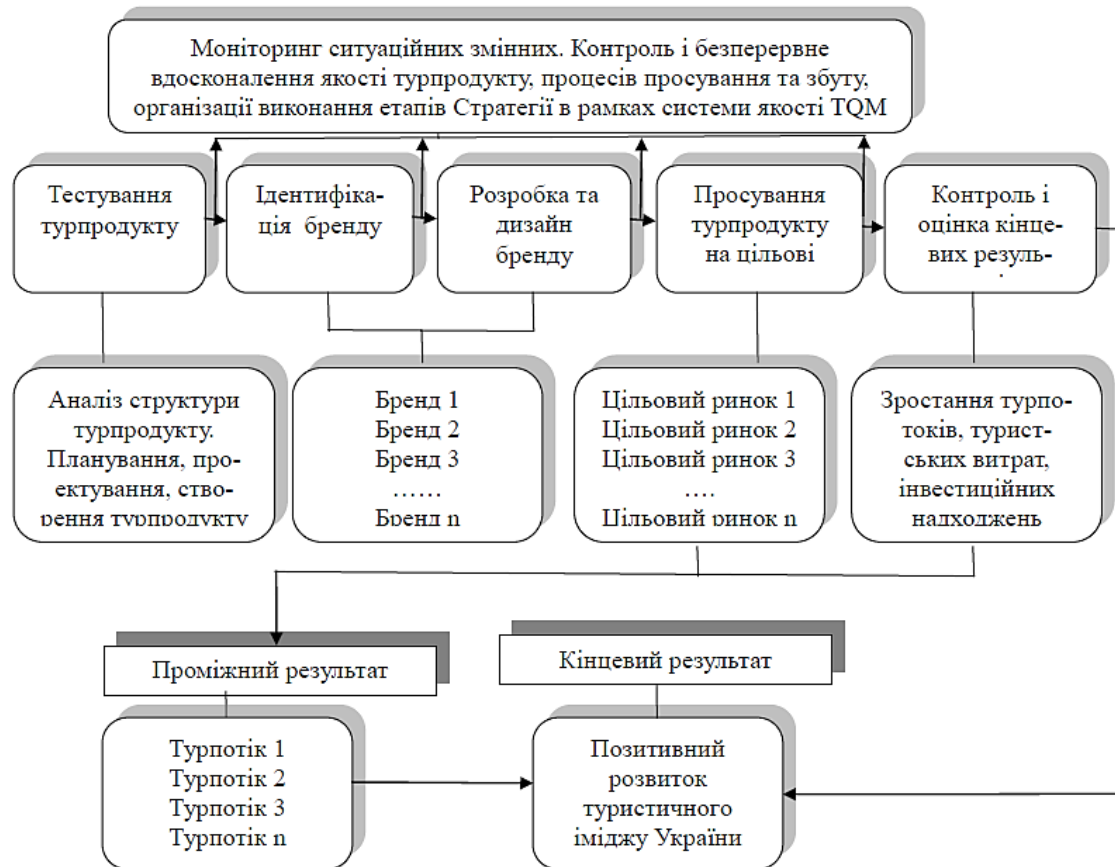 Моніторинг ситуаційних змінних. Контроль і безперервне
вдосконалення якості турпродукту, процесів просування та збуту,
організації виконання етапів Стратегії в рамках системи якості TQM
Тестування
турпродукту
Ідентифіка-
ція бренду
Розробка та
дизайн
бренду
Просування
турпродукту
на цільові
Контроль і
оцінка кінце-
вих резуль-
Аналіз структури
турпродукту.
Планування, про-
ектування, ство-
рення турпродукту
Бренд 1
Бренд 2
Бренд 3
……
Бренд n
Цільовий ринок 1
Цільовий ринок 2
Цільовий ринок 3
….
Цільовий ринок n
Зростання турпо-
токів, турист-
ських витрат,
інвестиційних
надходжень
Проміжний результат
Кінцевий результат
Турпотік 1
Турпотік 2
Турпотік 3
Турпотік n
Позитивний
розвиток
туристичного
іміджу України